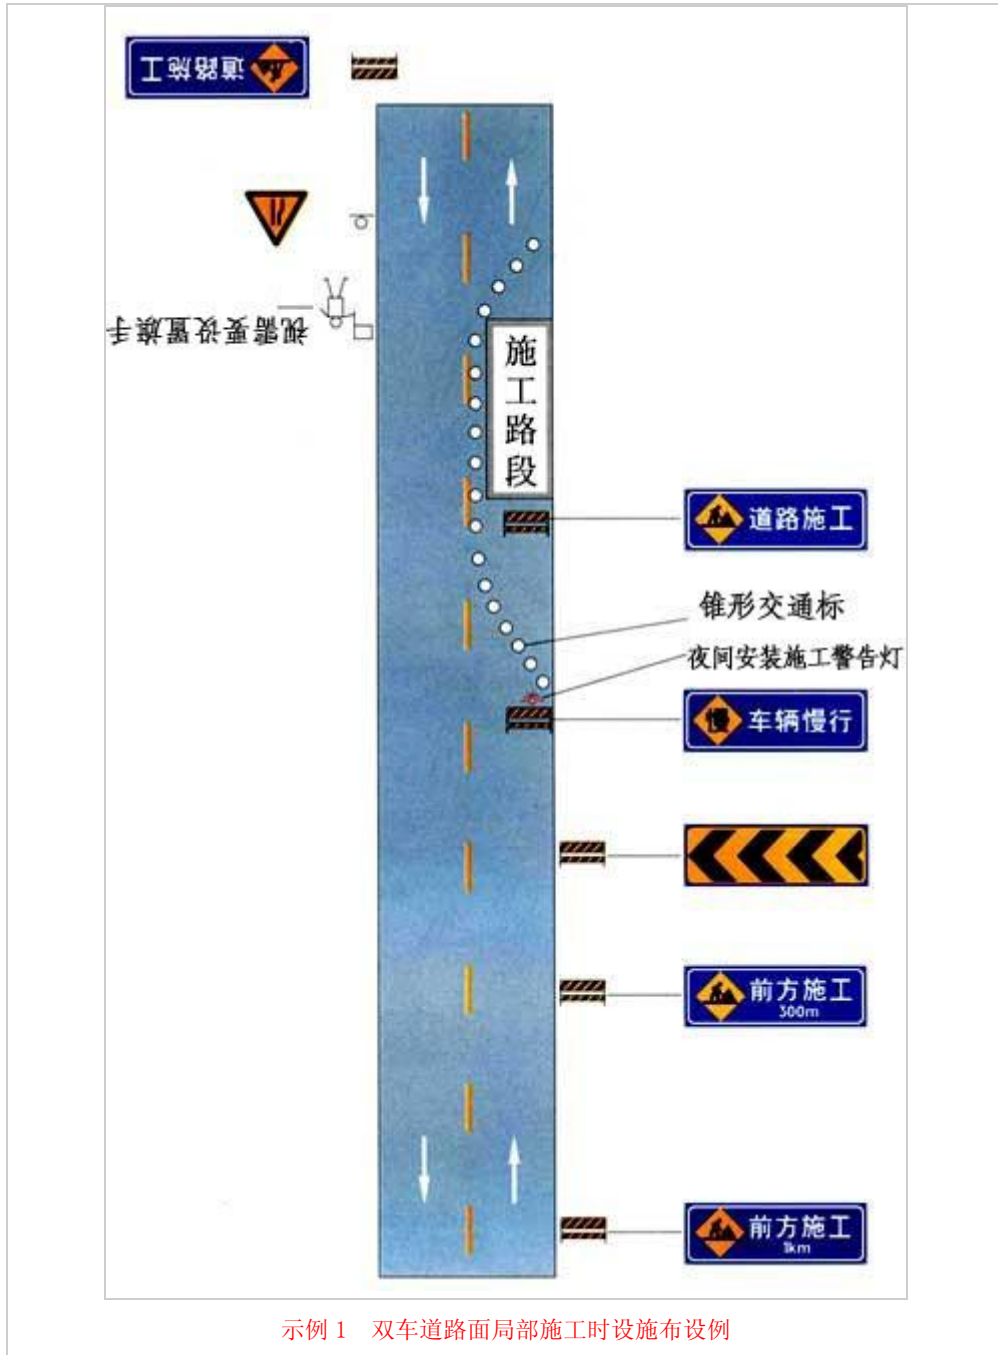 道路施工
视需要设置旗手
施
工
路
段
道路施工
锥形交通标
夜间安装施工警告灯
慢 车辆慢行
前方施工
300m
前方施工
1km
示例 1 双车道路面局部施工时设施布设例